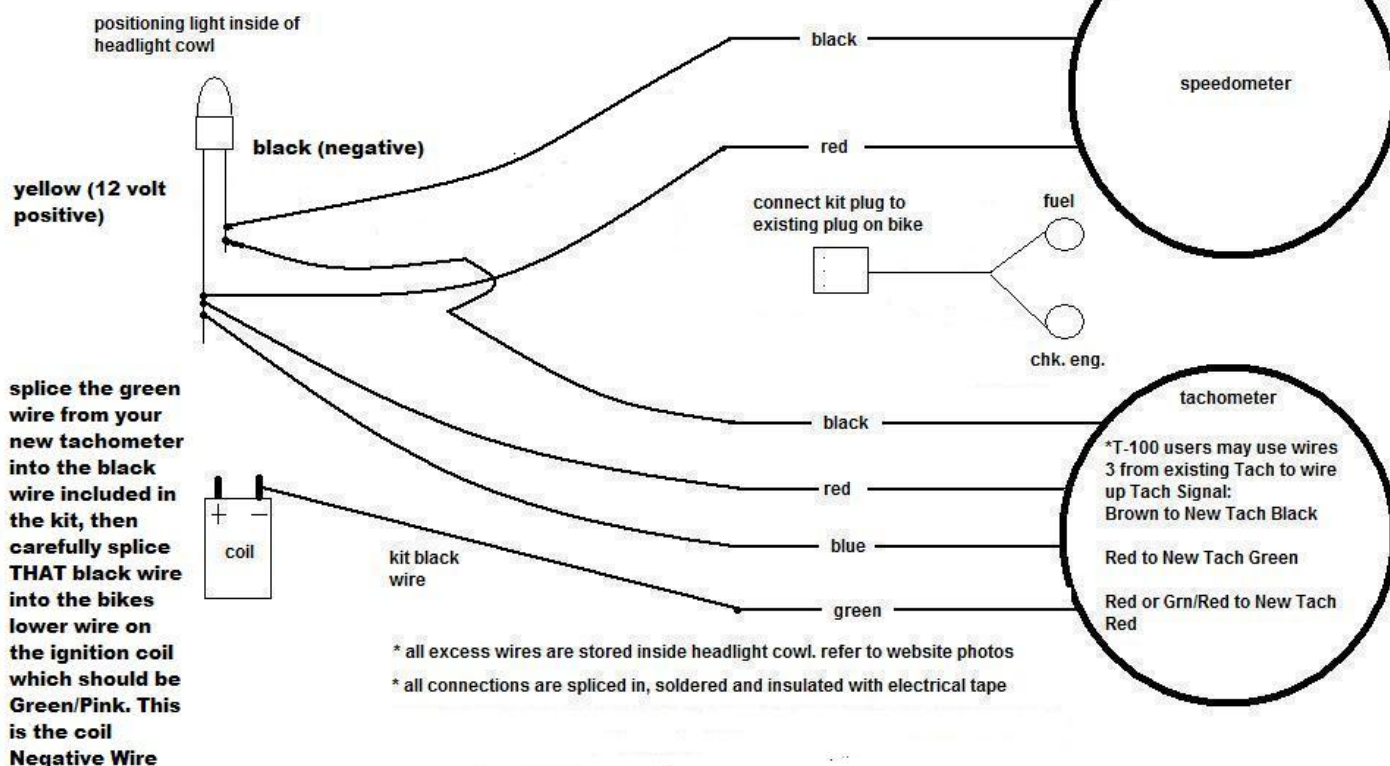 positioning light inside of
headlight cowl
black
speedometer
black (negative)
red
yellow (12 volt
positive)
connect kit plug to
existing plug on bike
fuel
chk. eng.
splice the green
wire from your
new tachometer
into the black
wire included in
the kit, then
carefully splice
THAT black wire
into the bikes
lower wire on
the ignition coil
which should be
Green/Pink. This
is the coil
Negative Wire
+ −
coil
kit black
wire
black
red
blue
green
tachometer
*T-100 users may use wires
3 from existing Tach to wire
up Tach Signal:
Brown to New Tach Black
Red to New Tach Green
Red or Grn/Red to New Tach
Red
* all excess wires are stored inside headlight cowl. refer to website photos
* all connections are spliced in, soldered and insulated with electrical tape